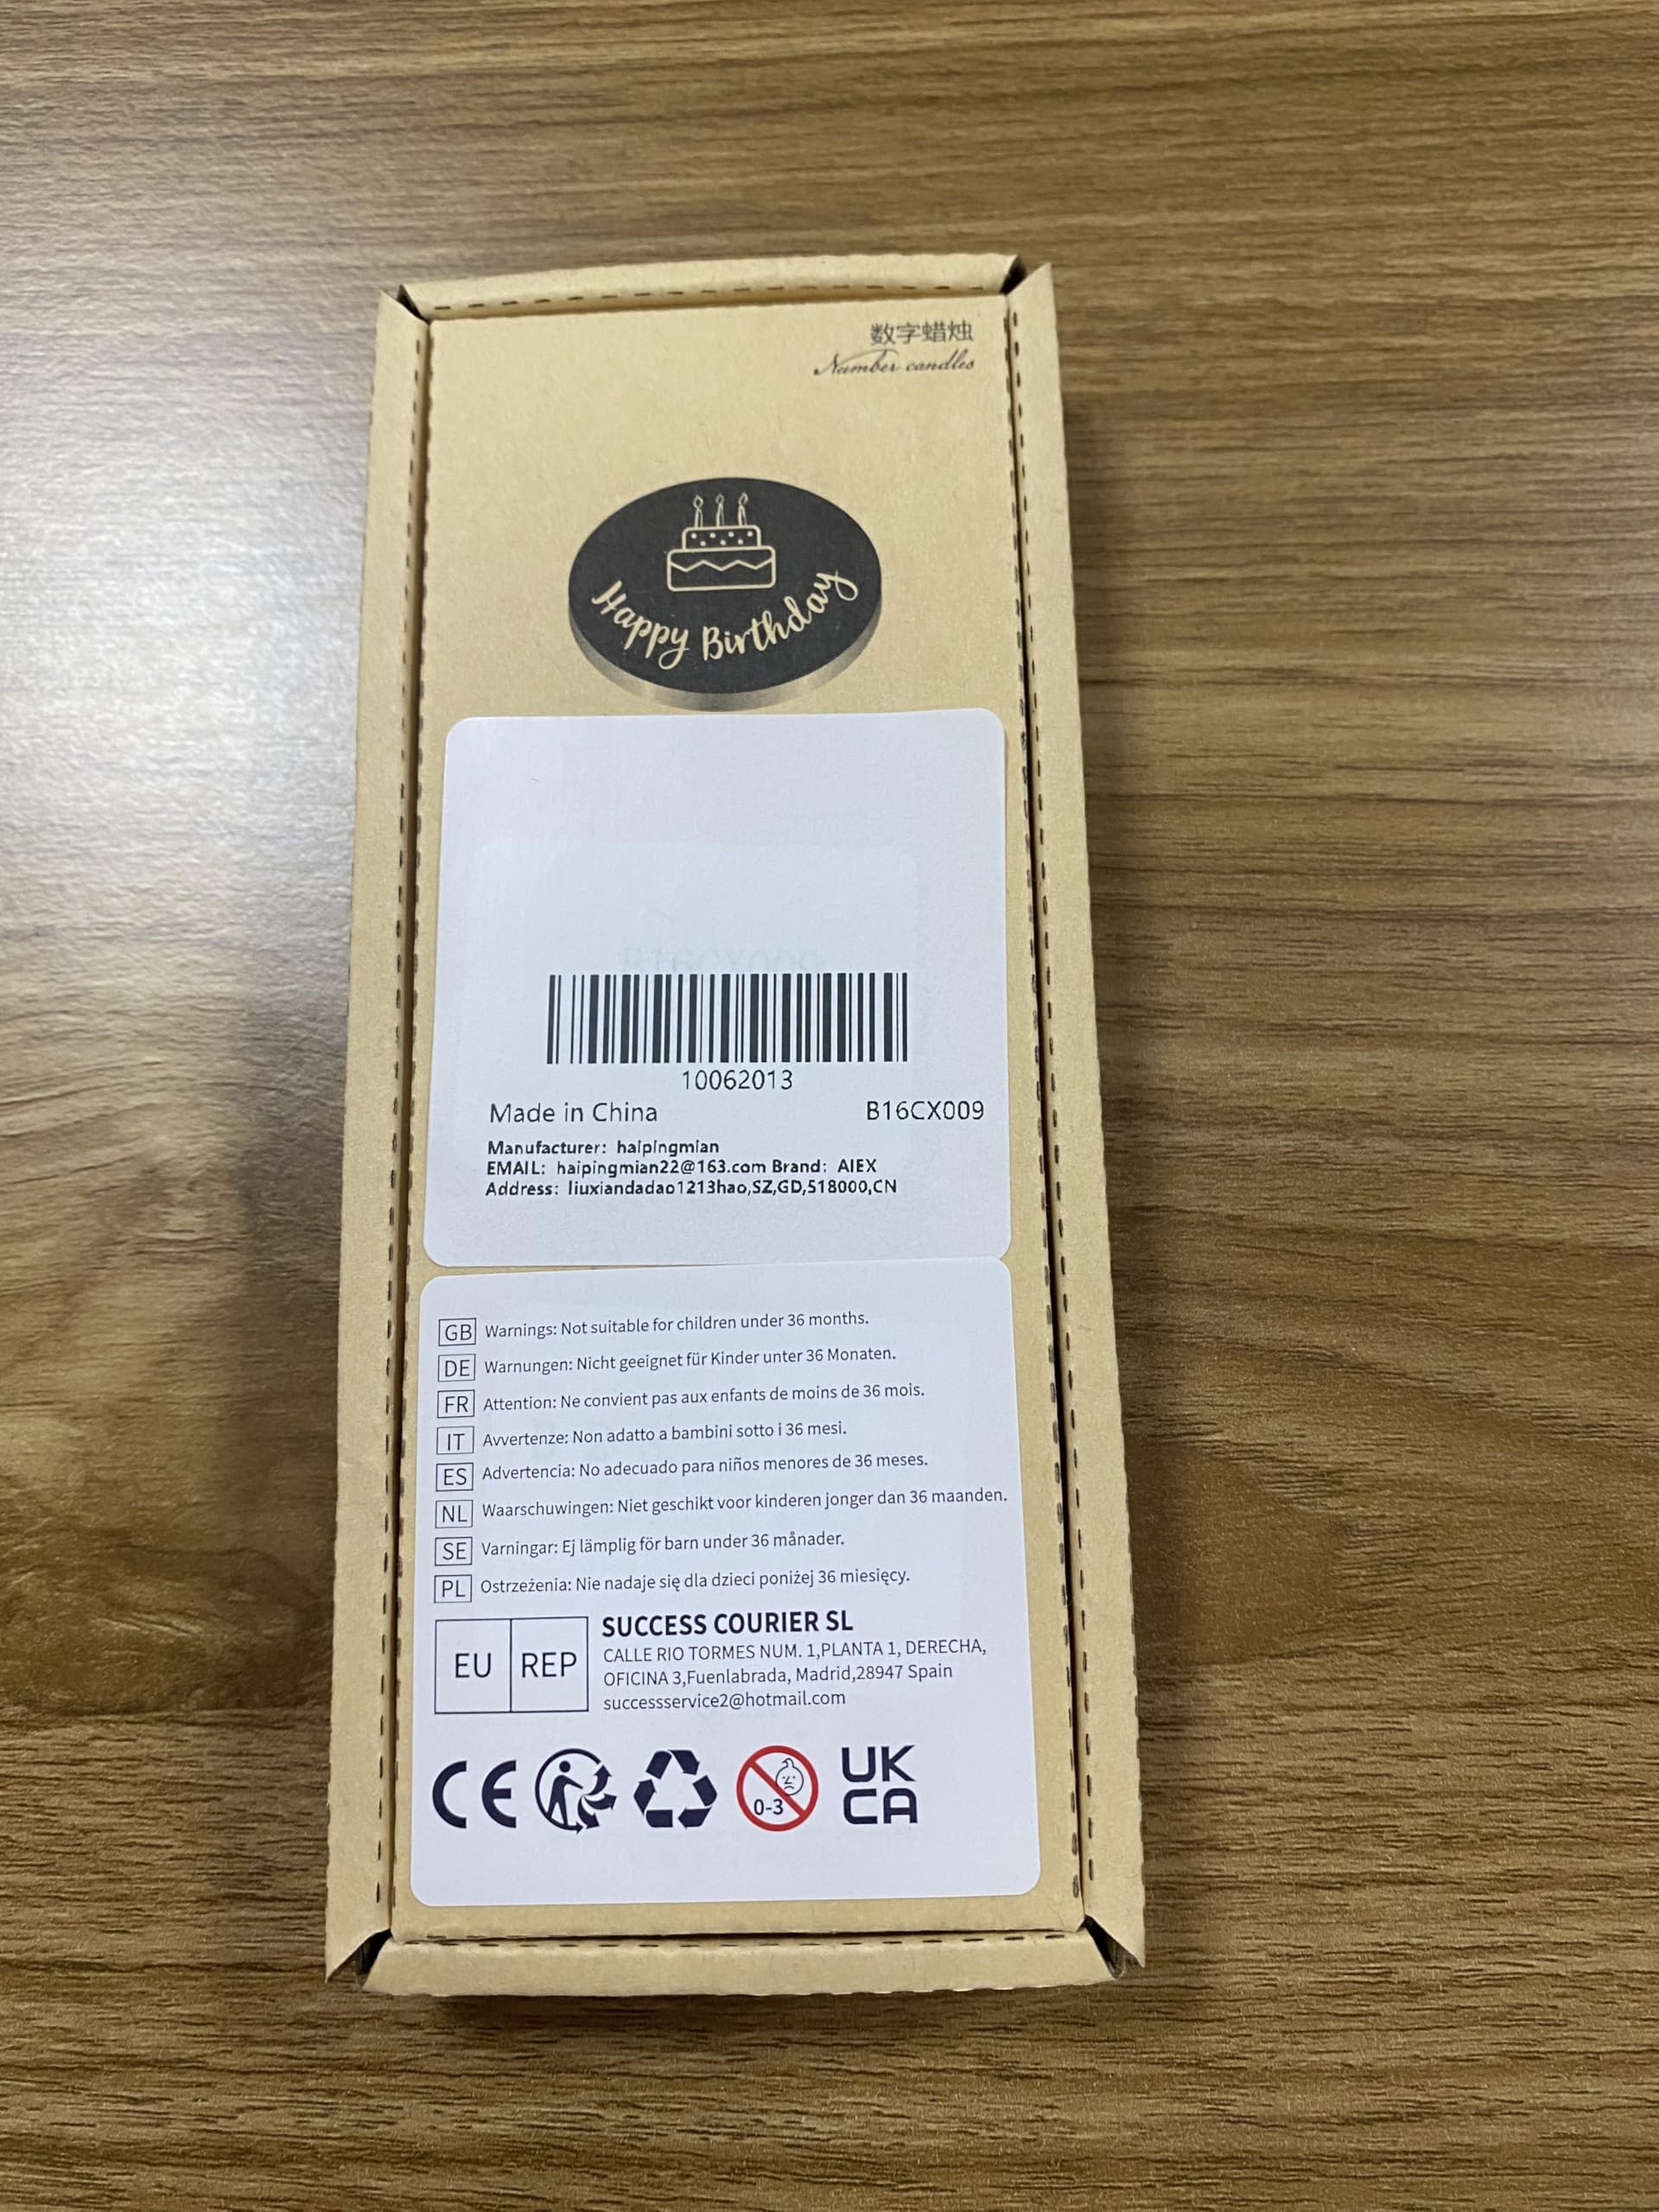 数字蜡烛
Number candles
Happy Birthday
B16CX009
10062013
Made in China B16CX009
Manufacturer: haipingmian
EMAIL: haipingmian22@163.com Brand: AIEX
Address: liuxiandadao1213hao,SZ,GD,518000,CN
GB Warnings: Not suitable for children under 36 months.
DE Warnungen: Nicht geeignet für Kinder unter 36 Monaten.
FR Attention: Ne convient pas aux enfants de moins de 36 mois.
IT Avvertenze: Non adatto a bambini sotto i 36 mesi.
ES Advertencia: No adecuado para niños menores de 36 meses.
NL Waarschuwingen: Niet geschikt voor kinderen jonger dan 36 maanden.
SE Varningar: Ej lämplig för barn under 36 månader.
PL Ostrzeżenia: Nie nadaje się dla dzieci poniżej 36 miesięcy.
EU REP
SUCCESS COURIER SL
CALLE RIO TORMES NUM. 1,PLANTA 1, DERECHA,
OFICINA 3,Fuenlabrada, Madrid,28947 Spain
successservice2@hotmail.com
CE 0-3 UK
CA